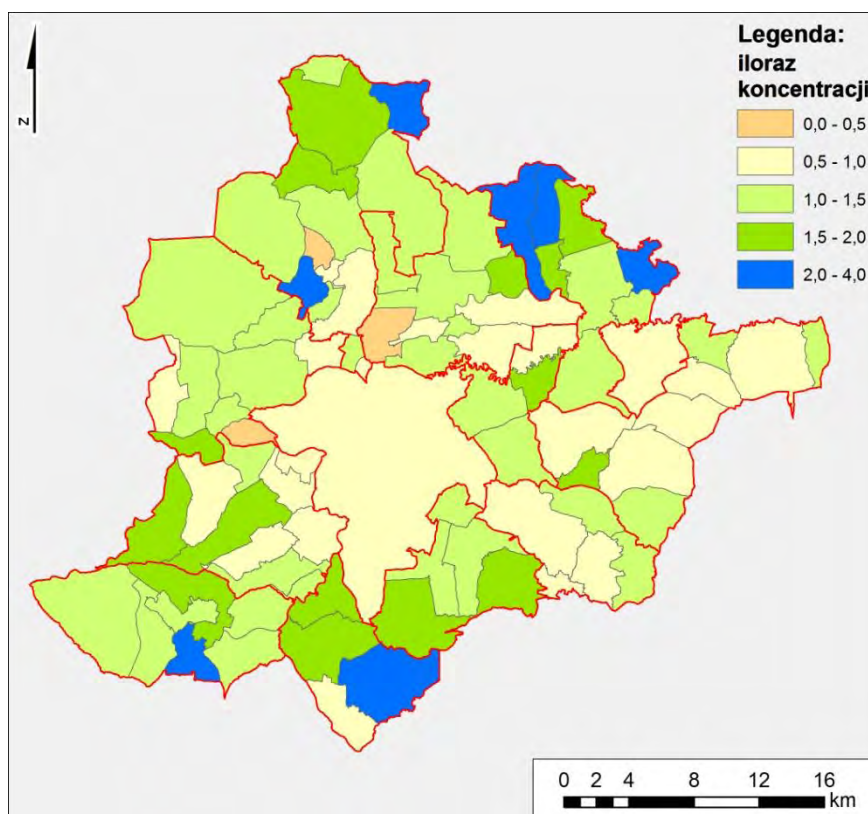 Legenda:
iloraz
koncentracji
0,0 - 0,5
0,5 - 1,0
1,0 - 1,5
1,5 - 2,0
2,0 - 4,0
N
0 2 4 8 12 16
km